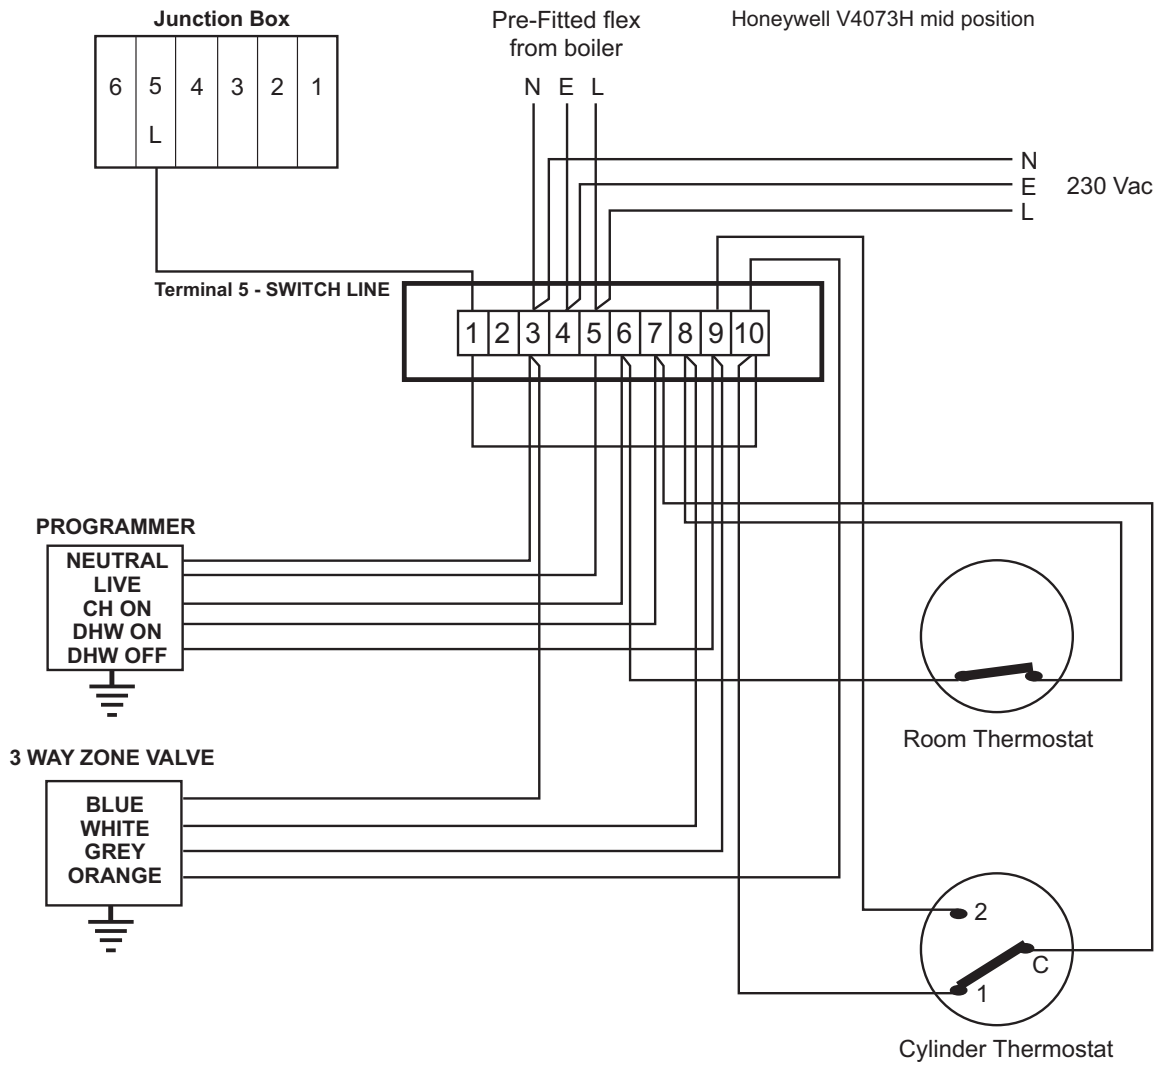 Junction Box
6 5 4 3 2 1
L
Pre-Fitted flex
from boiler
N E L
Honeywell V4073H mid position
N
E
L
230 Vac
Terminal 5 - SWITCH LINE
1 2 3 4 5 6 7 8 9 10
PROGRAMMER
NEUTRAL
LIVE
CH ON
DHW ON
DHW OFF
3 WAY ZONE VALVE
BLUE
WHITE
GREY
ORANGE
Room Thermostat
2
C
1
Cylinder Thermostat